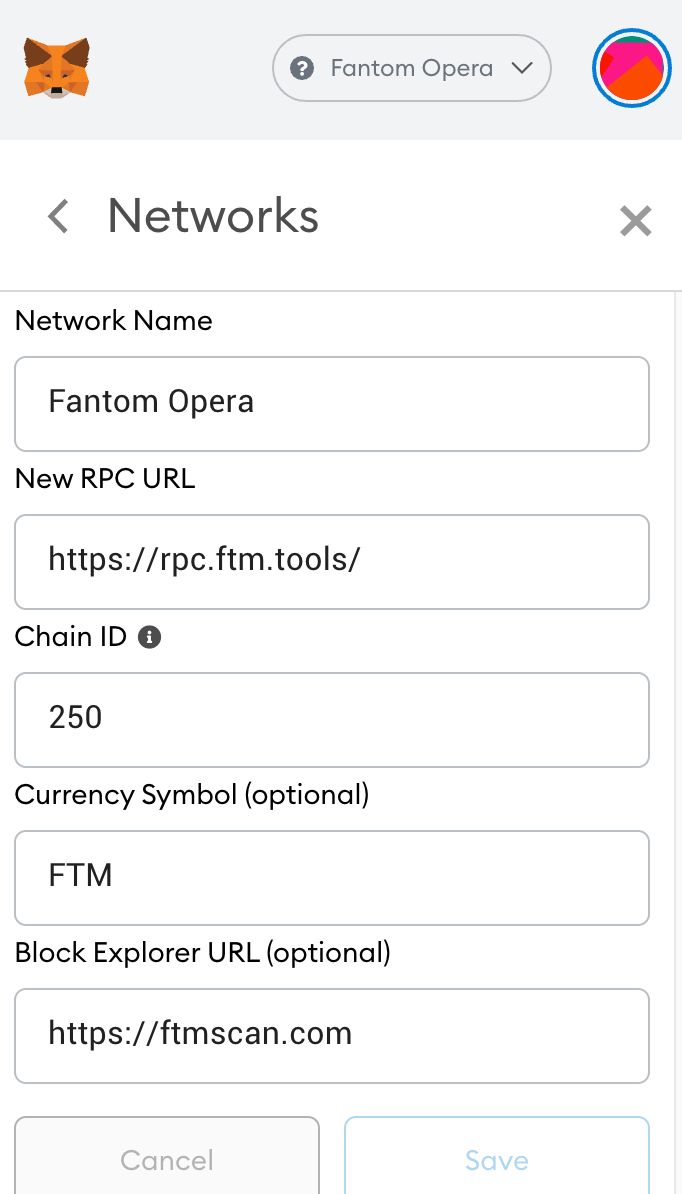 Fantom Opera
Networks
Network Name
Fantom Opera
New RPC URL
https://rpc.ftm.tools/
Chain ID
250
Currency Symbol (optional)
FTM
Block Explorer URL (optional)
https://ftmscan.com
Cancel
Save